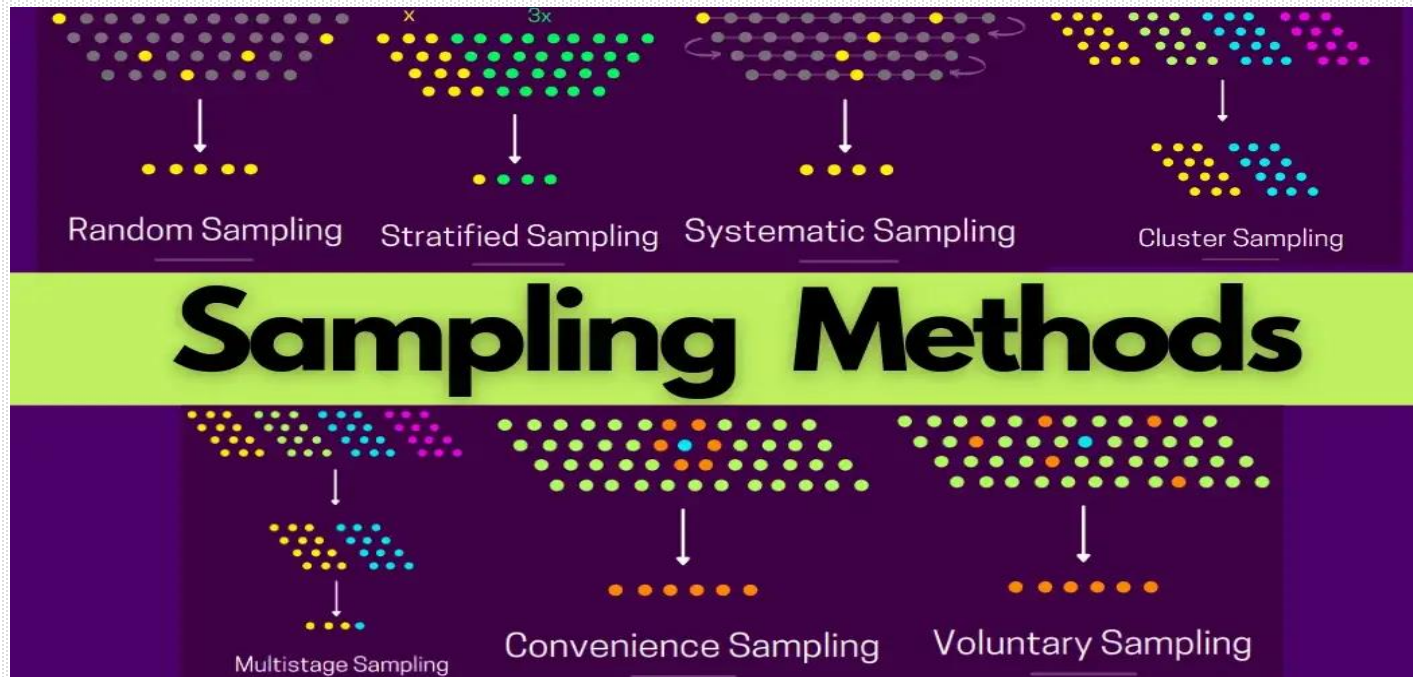 x
3x
Random Sampling
Stratified Sampling
Systematic Sampling
Cluster Sampling
Sampling Methods
Multistage Sampling
Convenience Sampling
Voluntary Sampling